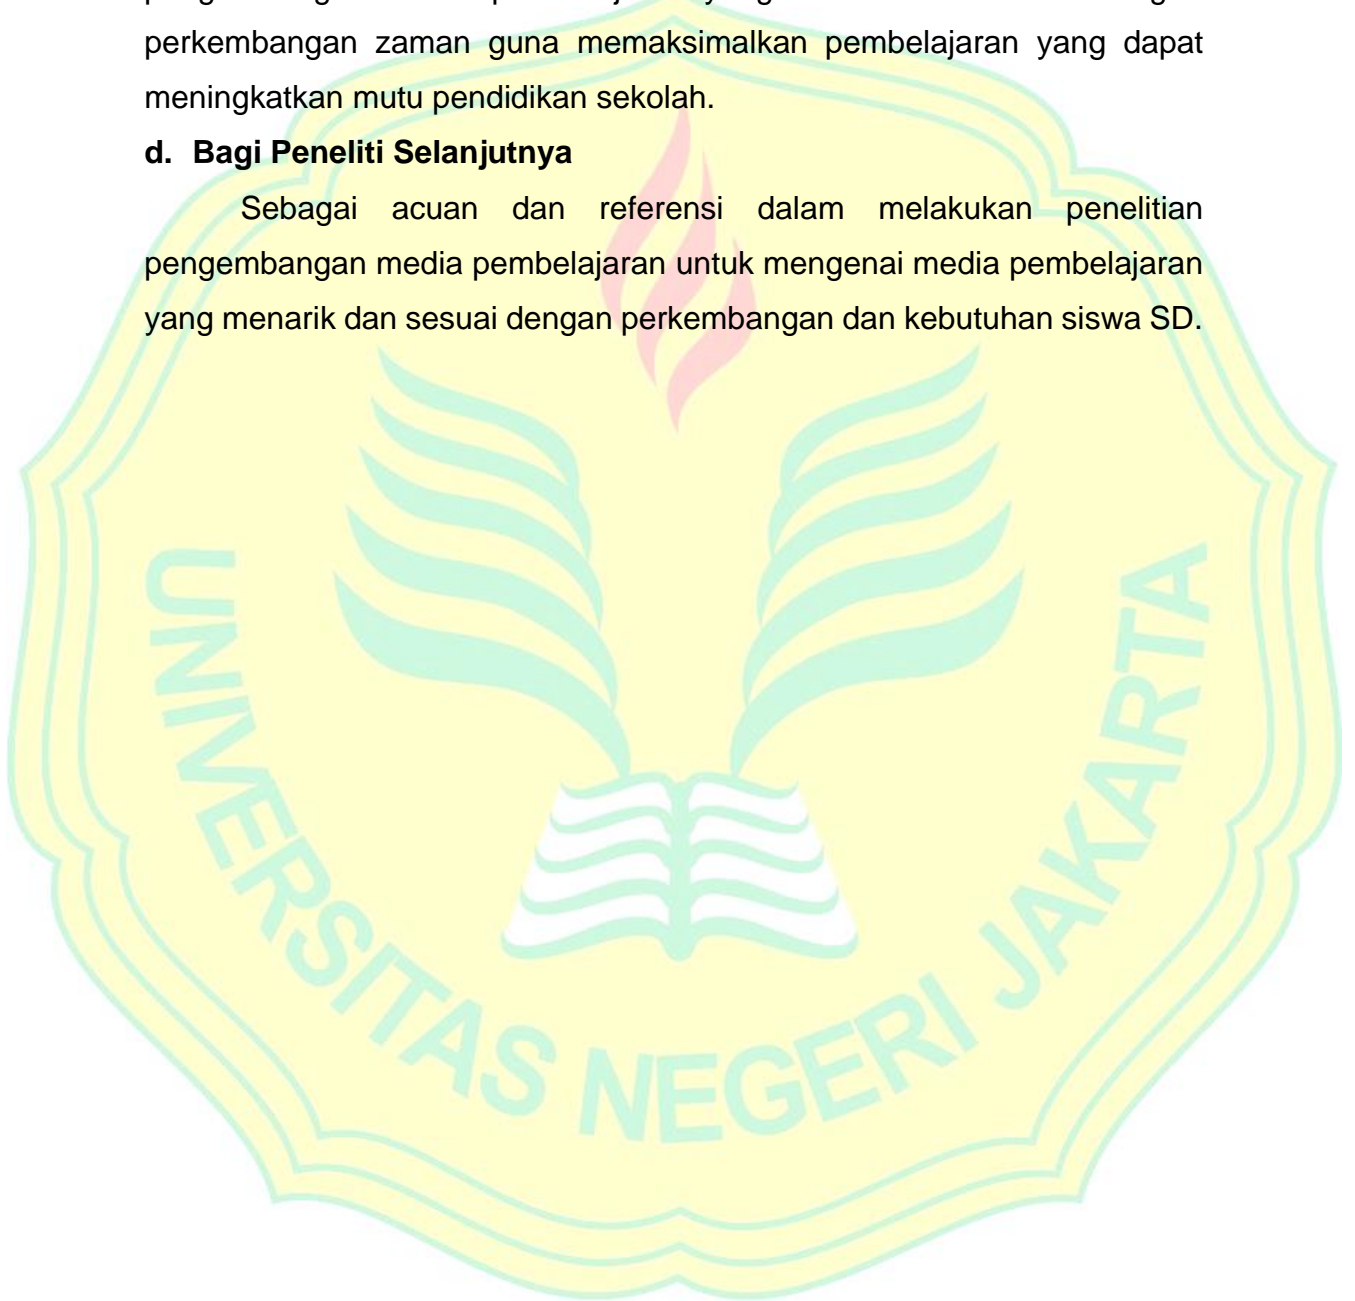 perkembangan zaman guna memaksimalkan pembelajaran yang dapat
meningkatkan mutu pendidikan sekolah.
d. Bagi Peneliti Selanjutnya
Sebagai acuan dan referensi dalam melakukan penelitian
pengembangan media pembelajaran untuk mengenai media pembelajaran
yang menarik dan sesuai dengan perkembangan dan kebutuhan siswa SD.
UNIVERSITAS NEGERI JAKARTA